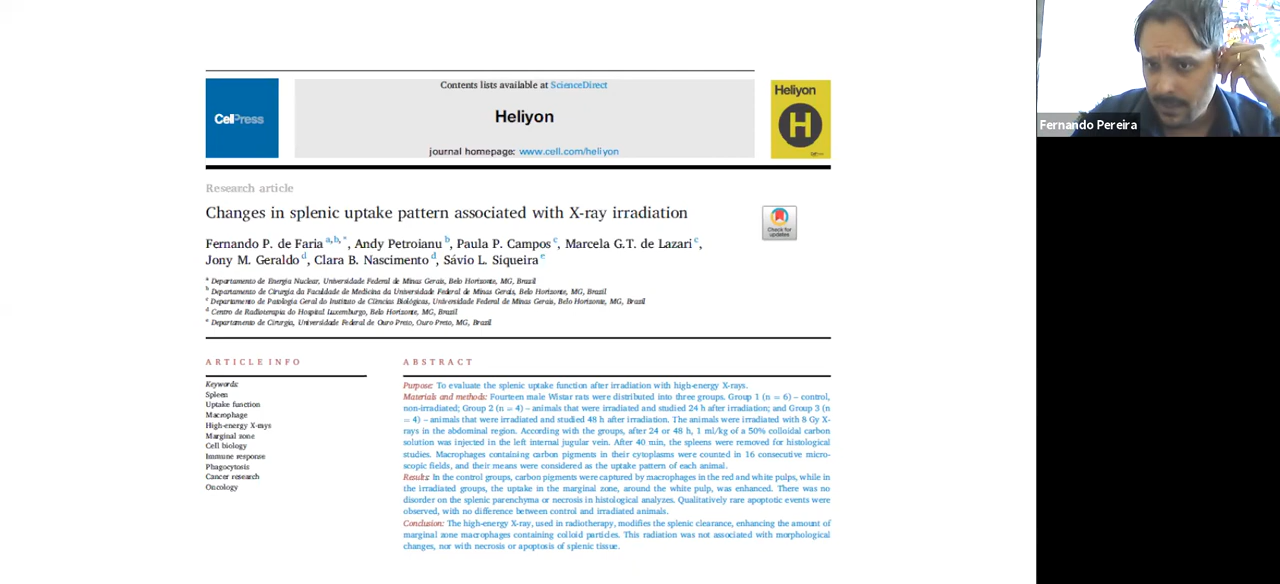 Contents lists available at ScienceDirect
CellPress
Heliyon
journal homepage: www.cell.com/heliyon
Heliyon
H
Fernando Pereira
Research article
Changes in splenic uptake pattern associated with X-ray irradiation
Check for
updates
Fernando P. de Faria a,b,*, Andy Petroianu b, Paula P. Campos c, Marcela G.T. de Lazari c,
Jony M. Geraldo d, Clara B. Nascimento d, Sávio L. Siqueira e
a Departamento de Energia Nuclear, Universidade Federal de Minas Gerais, Belo Horizonte, MG, Brazil
b Departamento de Cirurgia da Faculdade de Medicina da Universidade Federal de Minas Gerais, Belo Horizonte, MG, Brazil
c Departamento de Patologia Geral do Instituto de Ciências Biológicas, Universidade Federal de Minas Gerais, Belo Horizonte, MG, Brazil
d Centro de Radioterapia do Hospital Luxemburgo, Belo Horizonte, MG, Brazil
e Departamento de Cirurgia, Universidade Federal de Ouro Preto, Ouro Preto, MG, Brazil
ARTICLE INFO
Keywords:
Spleen
Uptake function
Macrophage
High-energy X-rays
Marginal zone
Cell biology
Immune response
Phagocytosis
Cancer research
Oncology
ABSTRACT
Purpose: To evaluate the splenic uptake function after irradiation with high-energy X-rays.
Materials and methods: Fourteen male Wistar rats were distributed into three groups. Group 1 (n = 6) – control,
non-irradiated; Group 2 (n = 4) – animals that were irradiated and studied 24 h after irradiation; and Group 3 (n
= 4) – animals that were irradiated and studied 48 h after irradiation. The animals were irradiated with 8 Gy X-
rays in the abdominal region. According with the groups, after 24 or 48 h, 1 ml/kg of a 50% colloidal carbon
solution was injected in the left internal jugular vein. After 40 min, the spleens were removed for histological
studies. Macrophages containing carbon pigments in their cytoplasms were counted in 16 consecutive micro-
scopic fields, and their means were considered as the uptake pattern of each animal.
Results: In the control groups, carbon pigments were captured by macrophages in the red and white pulps, while in
the irradiated groups, the uptake in the marginal zone, around the white pulp, was enhanced. There was no
disorder on the splenic parenchyma or necrosis in histological analyzes. Qualitatively rare apoptotic events were
observed, with no difference between control and irradiated animals.
Conclusion: The high-energy X-ray, used in radiotherapy, modifies the splenic clearance, enhancing the amount of
marginal zone macrophages containing colloid particles. This radiation was not associated with morphological
changes, nor with necrosis or apoptosis of splenic tissue.